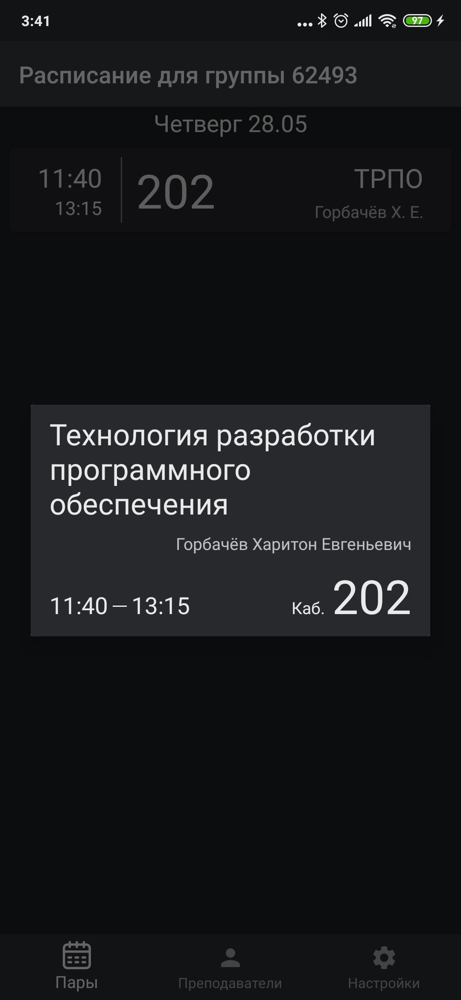 3:41
97
Расписание для группы 62493
Четверг 28.05
11:40
13:15
202
ТРПО
Горбачёв Х. Е.
Технология разработки
программного
обеспечения
Горбачёв Харитон Евгеньевич
11:40 — 13:15
Каб. 202
Пары
Преподаватели
Настройки